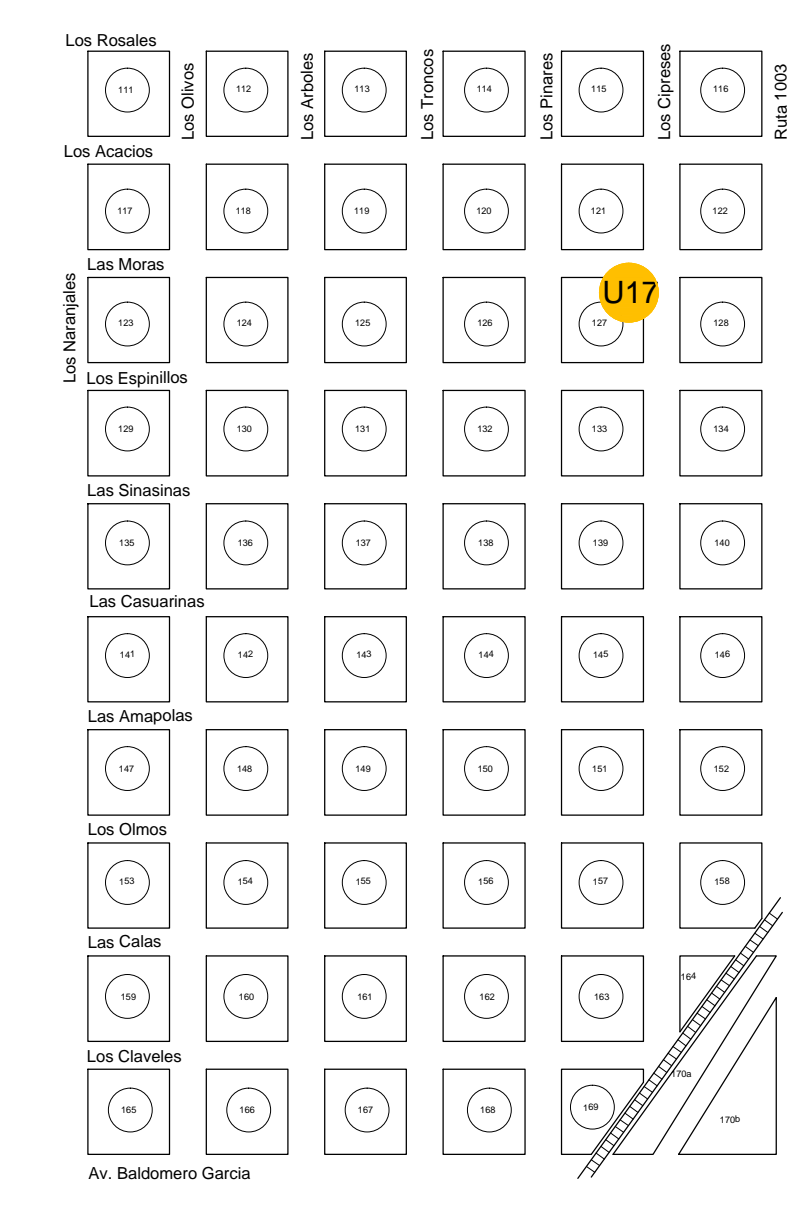 Los Rosales
Los Olivos
Los Arboles
Los Troncos
Los Pinares
Los Cipreses
Ruta 1003
111
112
113
114
115
116
Los Acacios
117
118
119
120
121
122
Las Moras
Los Naranjales
U17
123
124
125
126
127
128
Los Espinillos
129
130
131
132
133
134
Las Sinasinas
135
136
137
138
139
140
Las Casuarinas
141
142
143
144
145
146
Las Amapolas
147
148
149
150
151
152
Los Olmos
153
154
155
156
157
158
Las Calas
159
160
161
162
163
164
Los Claveles
165
166
167
168
169
170a
170b
Av. Baldomero Garcia